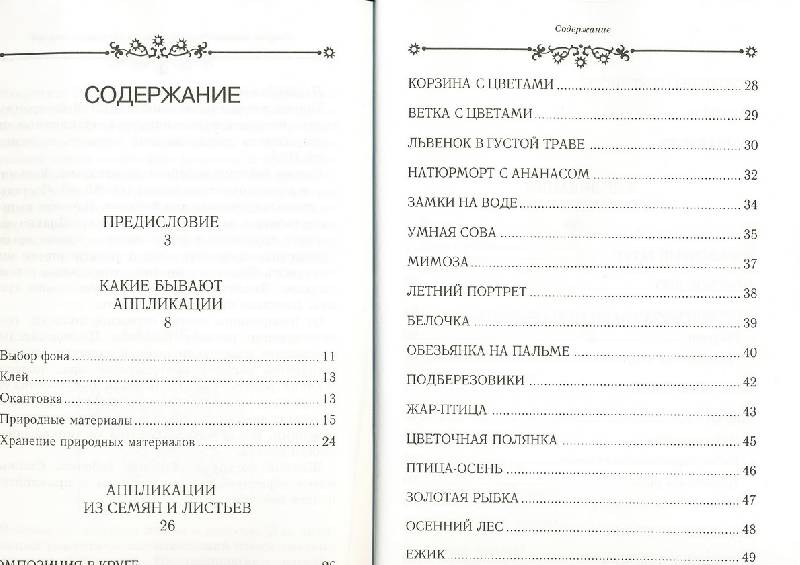 СОДЕРЖАНИЕ
ПРЕДИСЛОВИЕ
3
КАКИЕ БЫВАЮТ
АППЛИКАЦИИ
8
Выбор фона 11
Клей 13
Окантовка 13
Природные материалы 15
Хранение природных материалов 24
АППЛИКАЦИИ
ИЗ СЕМЯН И ЛИСТЬЕВ
26
Содержание
КОРЗИНА С ЦВЕТАМИ 28
ВЕТКА С ЦВЕТАМИ 29
ЛЬВЕНОК В ГУСТОЙ ТРАВЕ 30
НАТЮРМОРТ С АНАНАСОМ 32
ЗАМКИ НА ВОДЕ 34
УМНАЯ СОВА 35
МИМОЗА 37
ЛЕТНИЙ ПОРТРЕТ 38
БЕЛОЧКА 39
ОБЕЗЬЯНКА НА ПАЛЬМЕ 40
ПОДБЕРЕЗОВИКИ 42
ЖАР-ПТИЦА 43
ЦВЕТОЧНАЯ ПОЛЯНКА 45
ПТИЦА-ОСЕНЬ 46
ЗОЛОТАЯ РЫБКА 47
ОСЕННИЙ ЛЕС 48
ЕЖИК 49